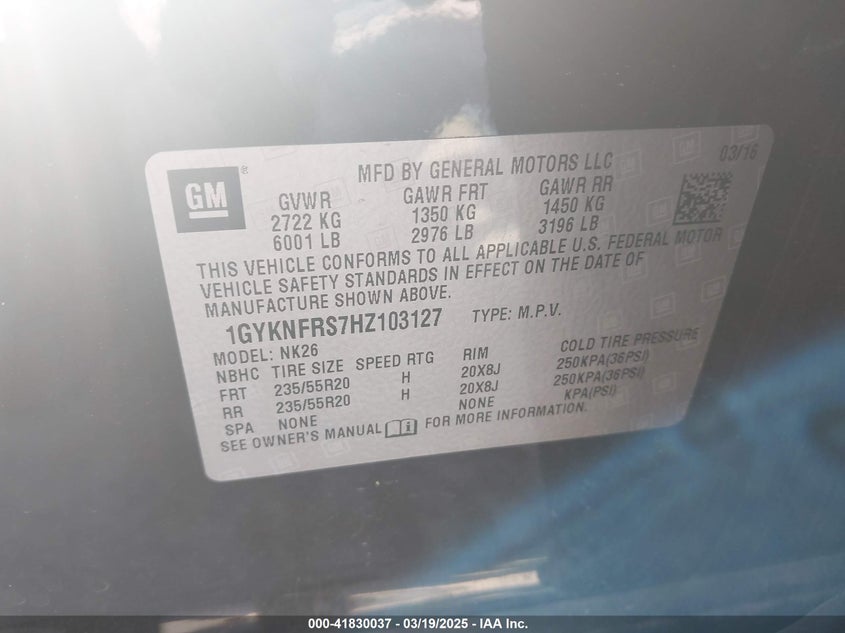 MFD BY GENERAL MOTORS LLC 03/16
GM ®
GVWR GAWR FRT GAWR RR
2722 KG 1350 KG 1450 KG
6001 LB 2976 LB 3196 LB
THIS VEHICLE CONFORMS TO ALL APPLICABLE U.S. FEDERAL MOTOR
VEHICLE SAFETY STANDARDS IN EFFECT ON THE DATE OF
MANUFACTURE SHOWN ABOVE.
1GYKNFRS7HZ103127 TYPE: M.P.V.
MODEL: NK26
NBHC TIRE SIZE SPEED RTG RIM COLD TIRE PRESSURE
FRT 235/55R20 H 20X8J 250KPA(36PSI)
RR 235/55R20 H 20X8J 250KPA(36PSI)
SPA NONE NONE KPA(PSI)
SEE OWNER'S MANUAL FOR MORE INFORMATION.
000-41830037 - 03/19/2025 - IAA Inc.